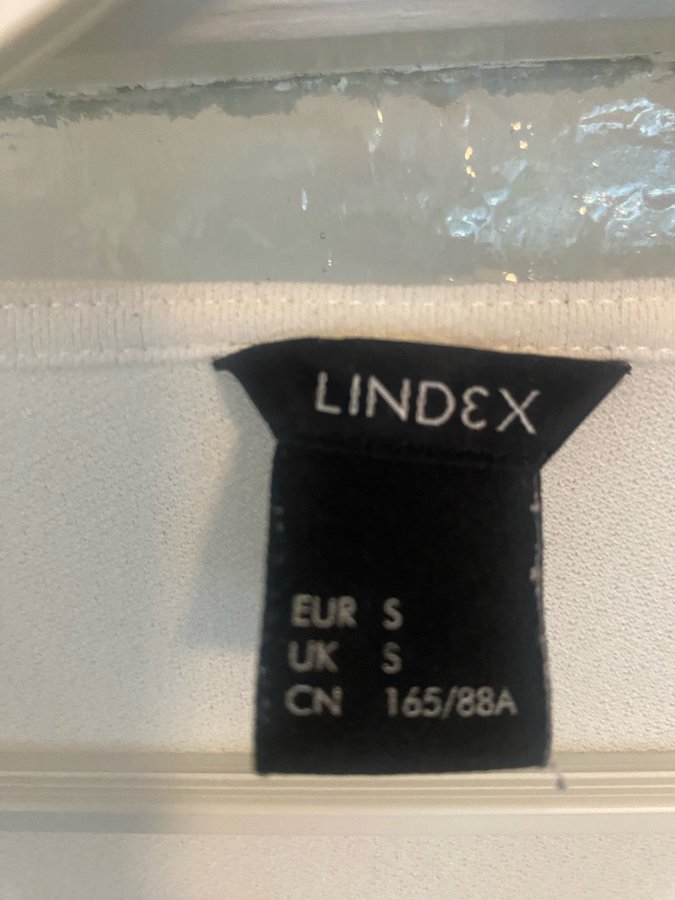 LINDEX
EUR S
UK S
CN 165/88A